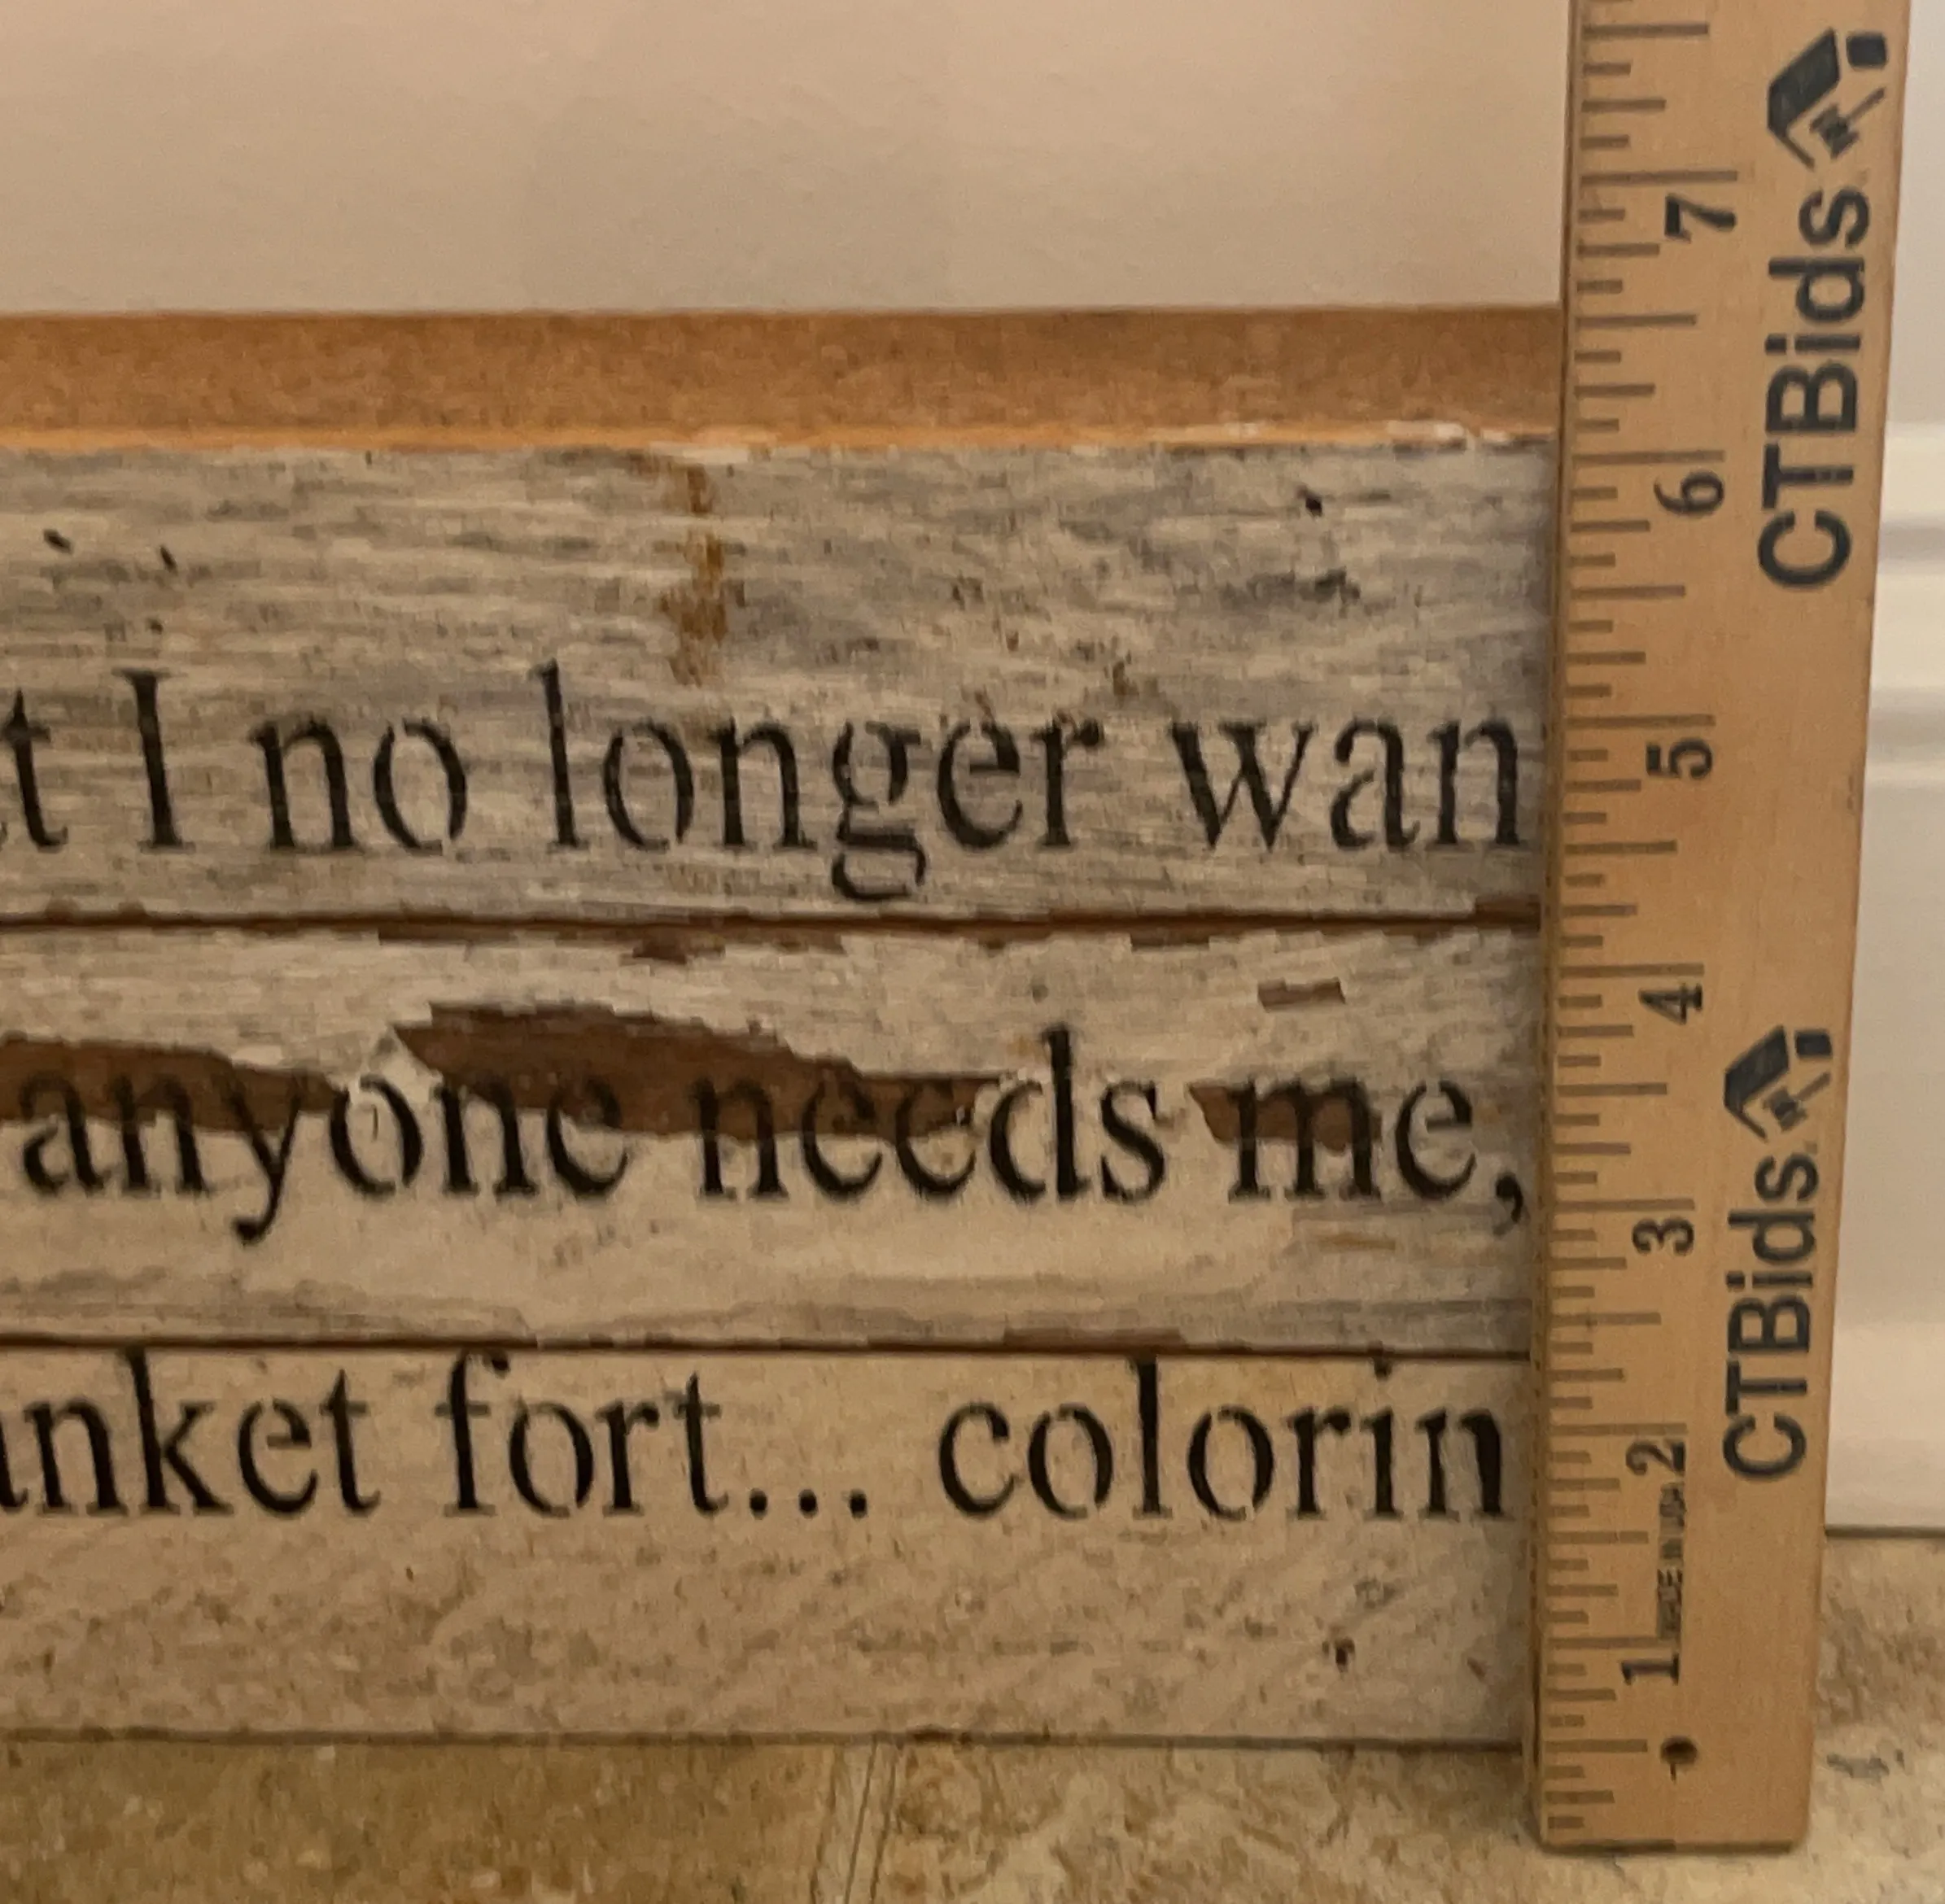 t I no longer wan
anyone needs me,
nket fort... colorin
7
6
5
4
3
2
1
CTBids
CTBids